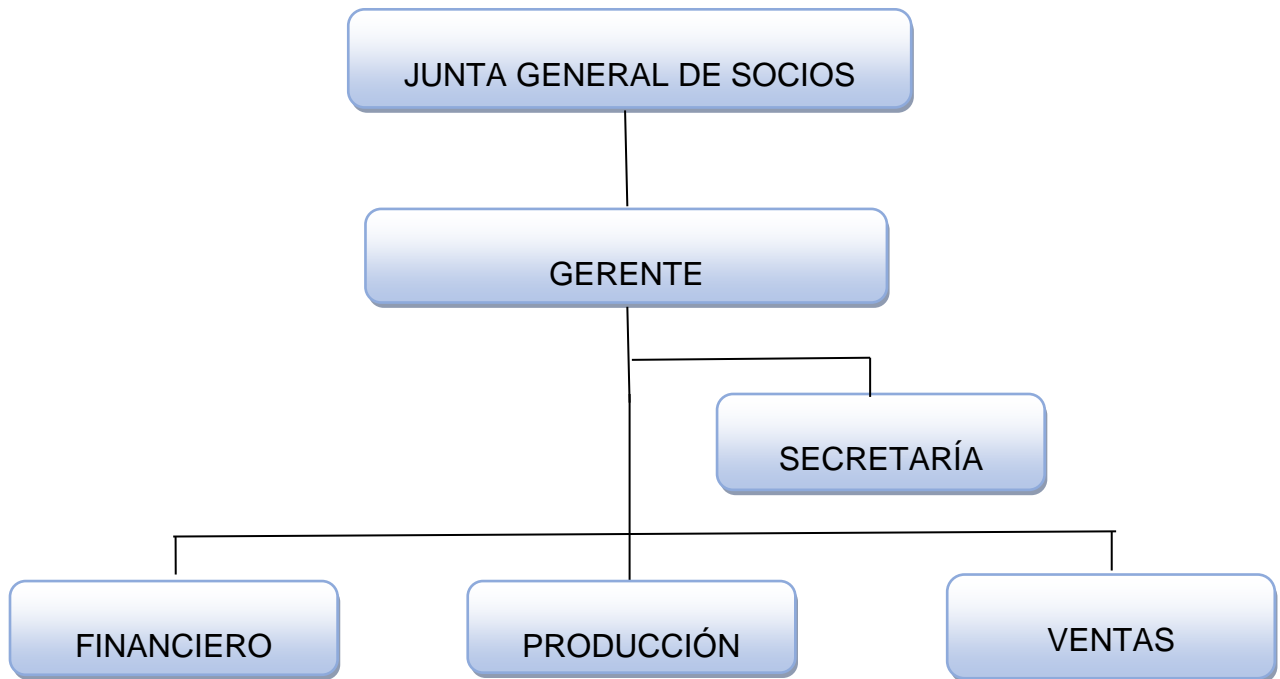 JUNTA GENERAL DE SOCIOS
GERENTE
SECRETARÍA
FINANCIERO
PRODUCCIÓN
VENTAS